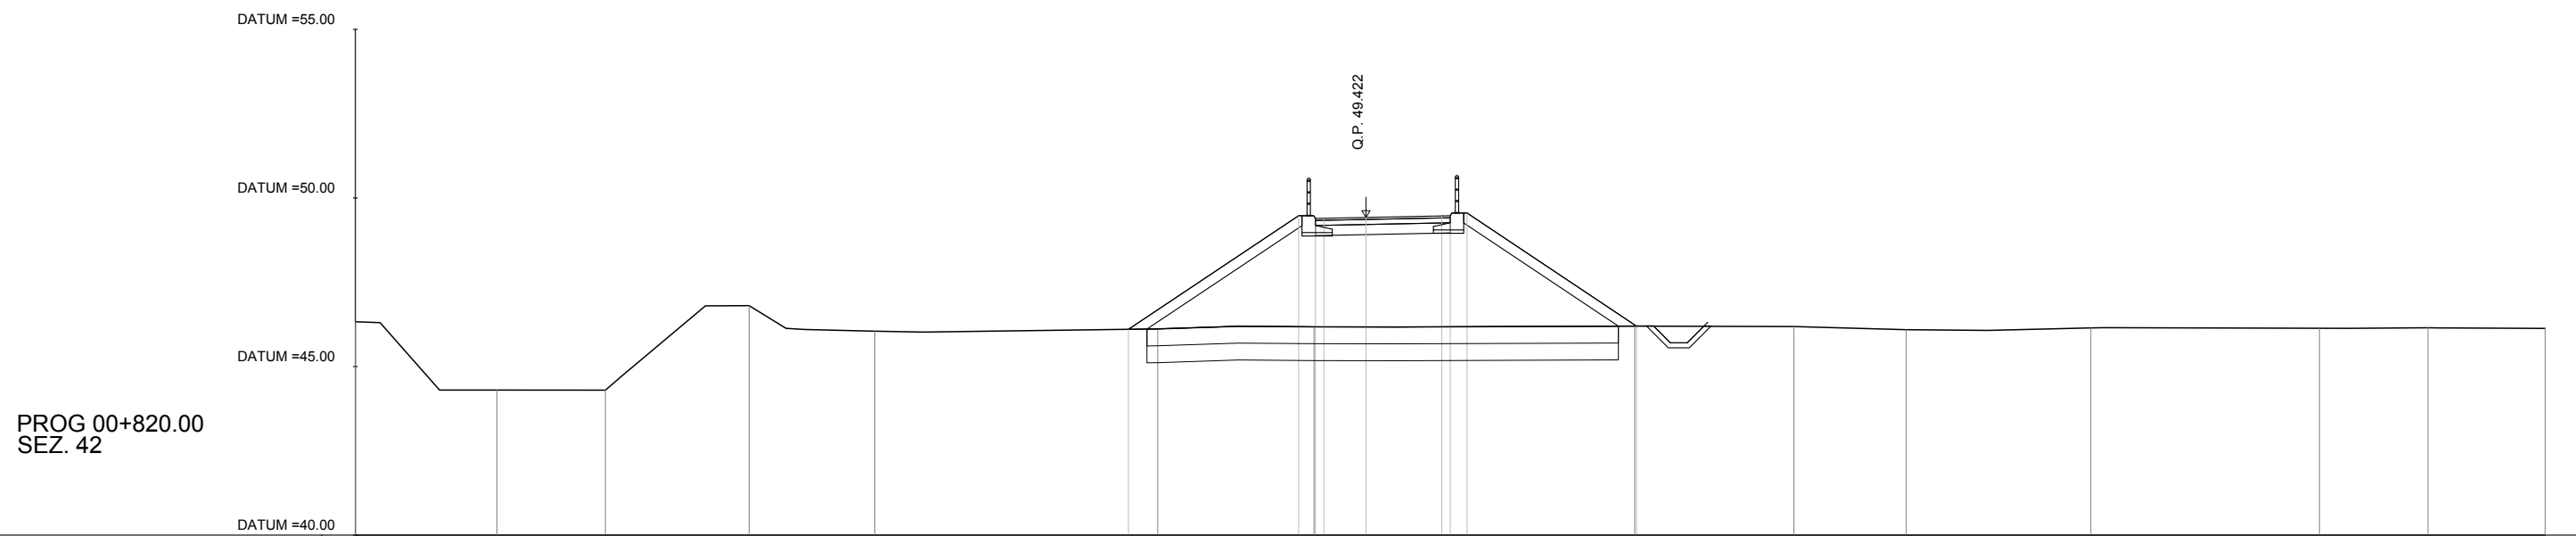 DATUM =55.00
Q.P. 49.422
DATUM =50.00
DATUM =45.00
PROG 00+820.00
SEZ. 42
DATUM =40.00